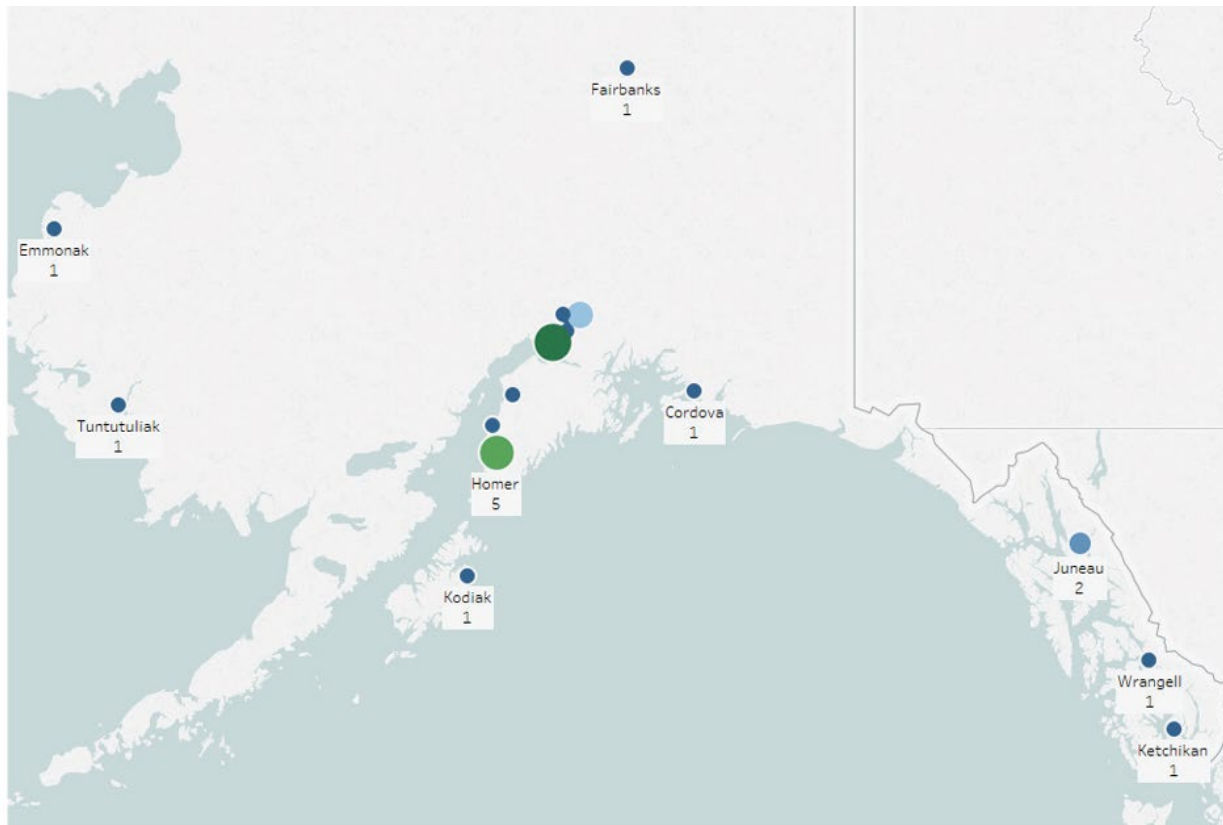 Fairbanks
1
Emmonak
1
Tuntutuliak
1
Cordova
1
Homer
5
Kodiak
1
Juneau
2
Wrangell
1
Ketchikan
1